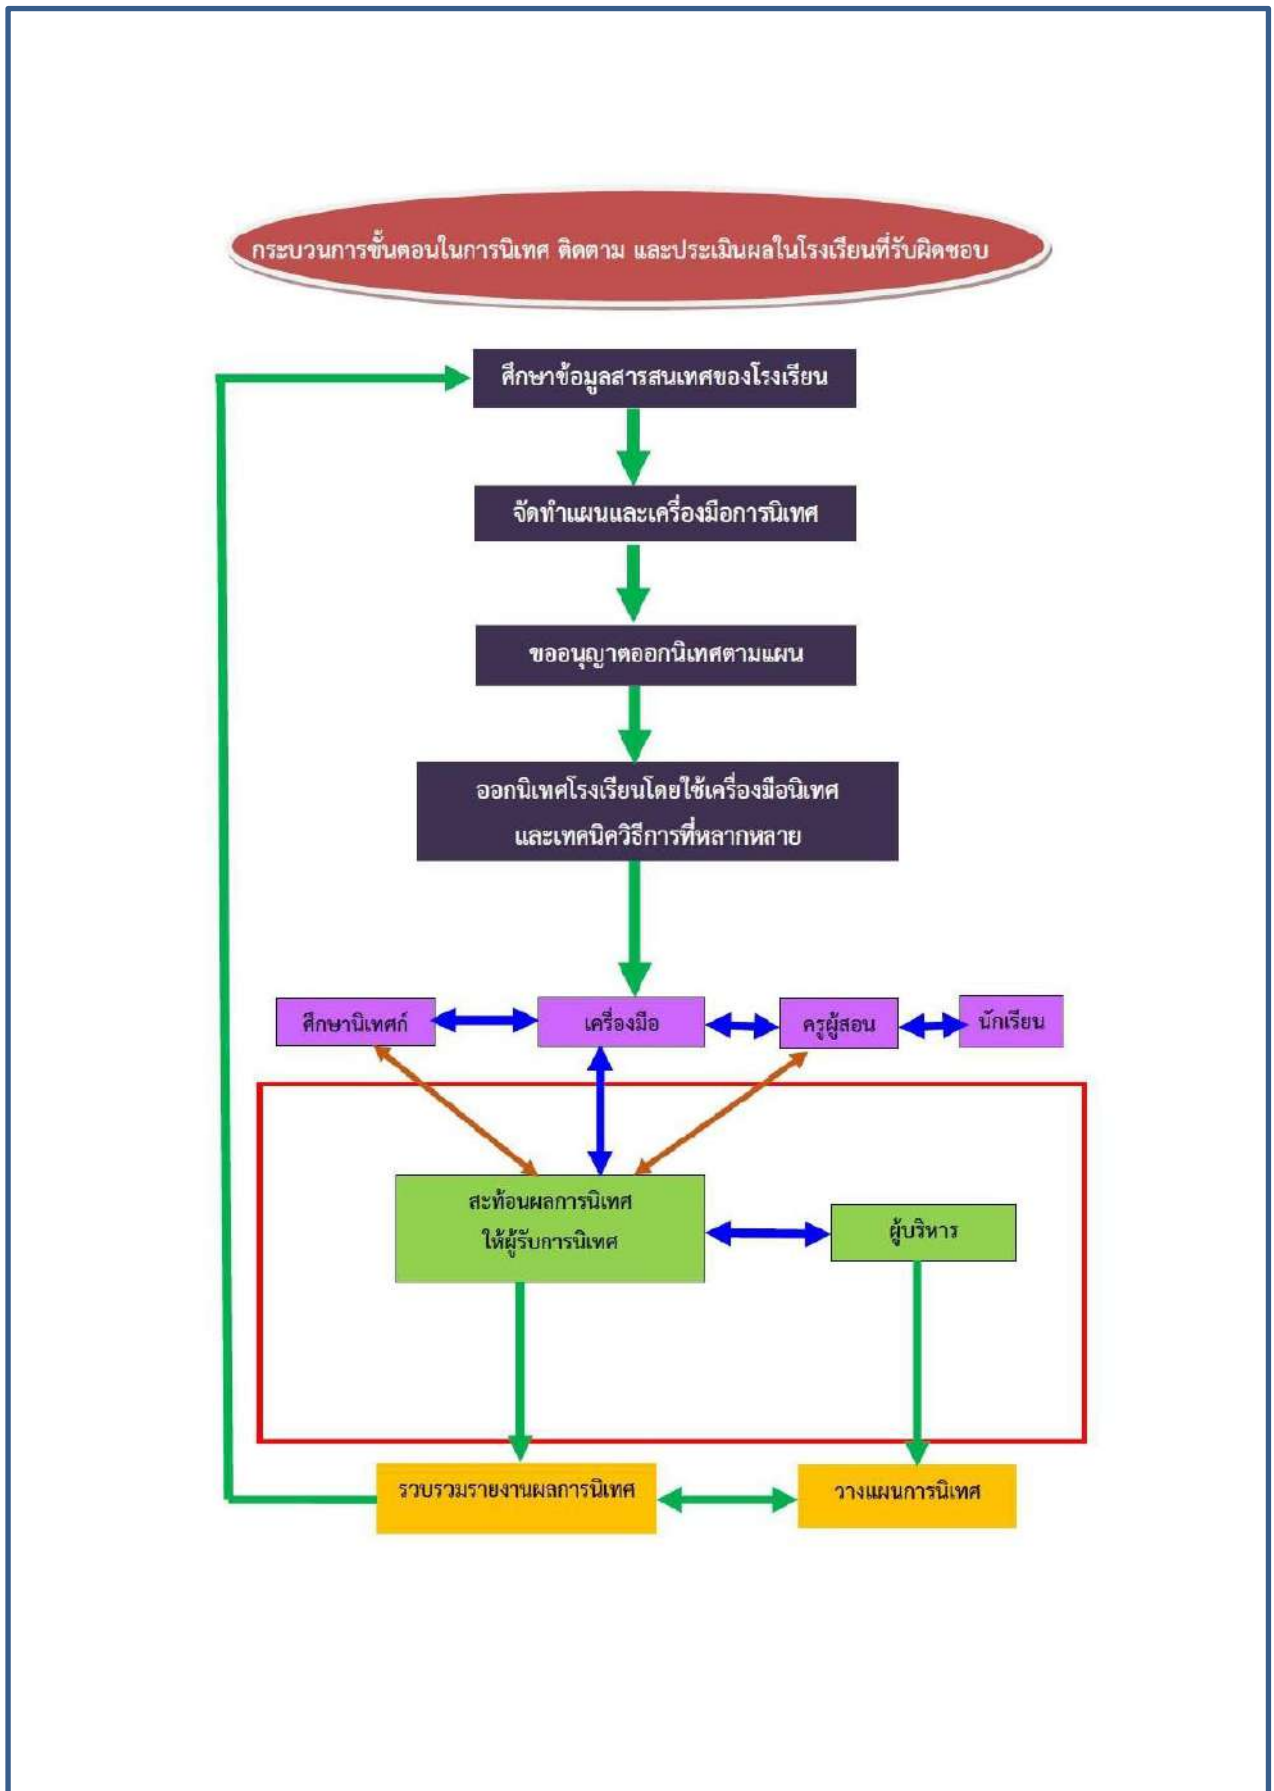 กระบวนการขั้นตอนในการนิเทศ ติดตาม และประเมินผลในโรงเรียนที่รับผิดชอบ
ศึกษาข้อมูลสารสนเทศของโรงเรียน
จัดทำแผนและเครื่องมือการนิเทศ
ขออนุญาตออกนิเทศตามแผน
ออกนิเทศโรงเรียนโดยใช้เครื่องมือนิเทศ
และเทคนิควิธีการที่หลากหลาย
ศึกษานิเทศก์
เครื่องมือ
ครูผู้สอน
นักเรียน
สะท้อนผลการนิเทศ
ให้ผู้รับการนิเทศ
ผู้บริหาร
รวบรวมรายงานผลการนิเทศ
วางแผนการนิเทศ